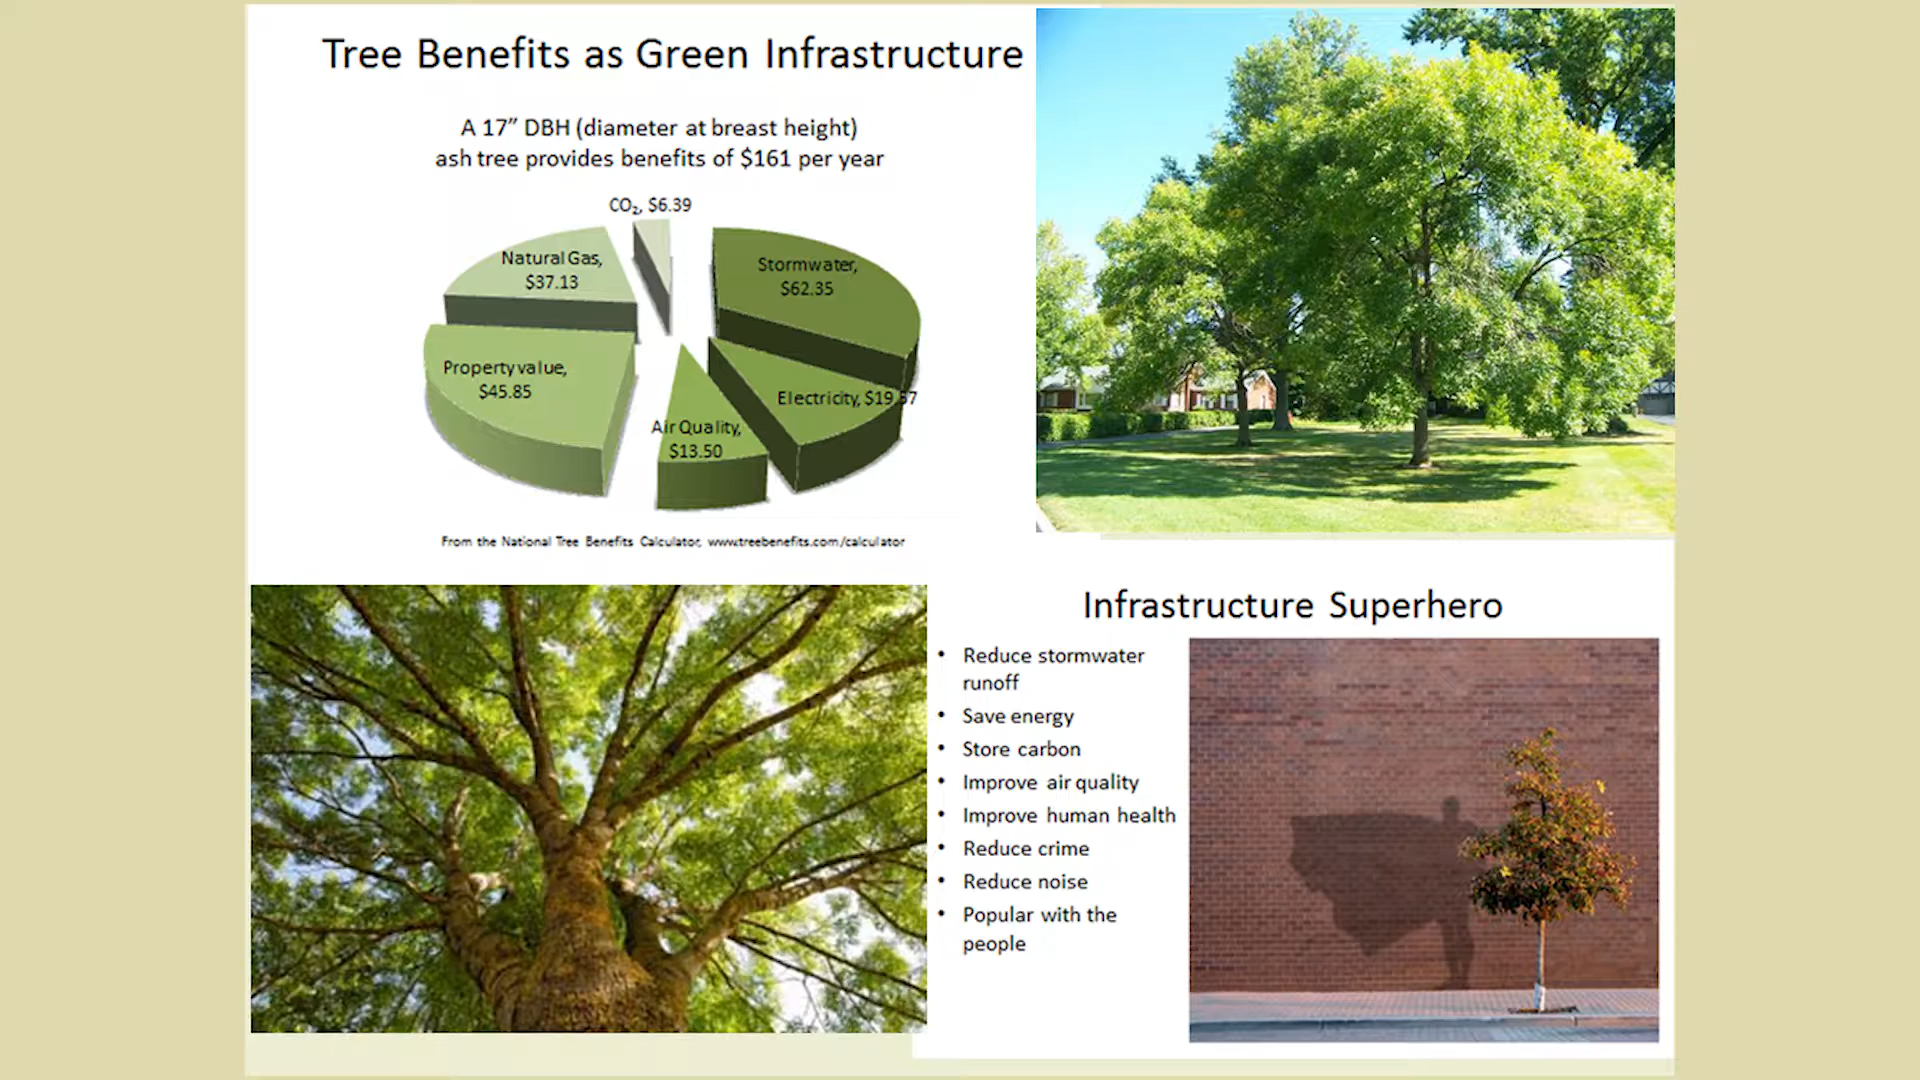 Tree Benefits as Green Infrastructure
A 17” DBH (diameter at breast height)
ash tree provides benefits of $161 per year
CO₂, $6.39
Natural Gas,
$37.13
Stormwater,
$62.35
Property value,
$45.85
Electricity,
Air Quality,
$13.50
From the National Tree Benefits Calculator, www.treebenefits.com/calculator
Infrastructure Superhero
• Reduce stormwater
runoff
• Save energy
• Store carbon
• Improve air quality
• Improve human health
• Reduce crime
• Reduce noise
• Popular with the
people